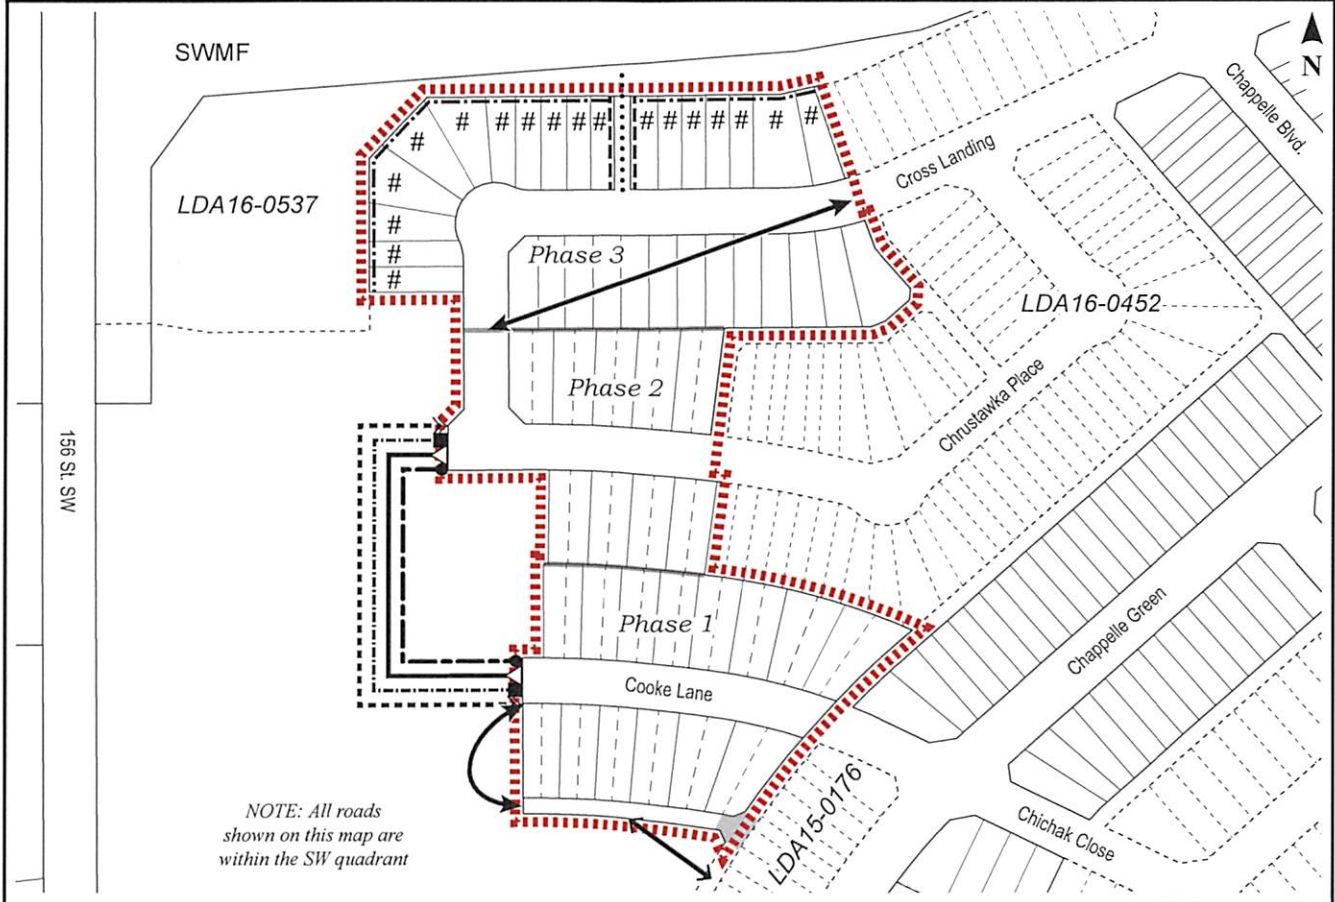 SWMF
N
Chappelle Blvd.
# # # # # # # # # # # # #
#
Cross Landing
#
LDA16-0537
#
Phase 3
#
#
LDA16-0452
Phase 2
Chrustawka Place
156 St. SW
Phase 1
Chappelle Green
Cooke Lane
LDA15-0176
NOTE: All roads
shown on this map are
within the SW quadrant
Chichak Close